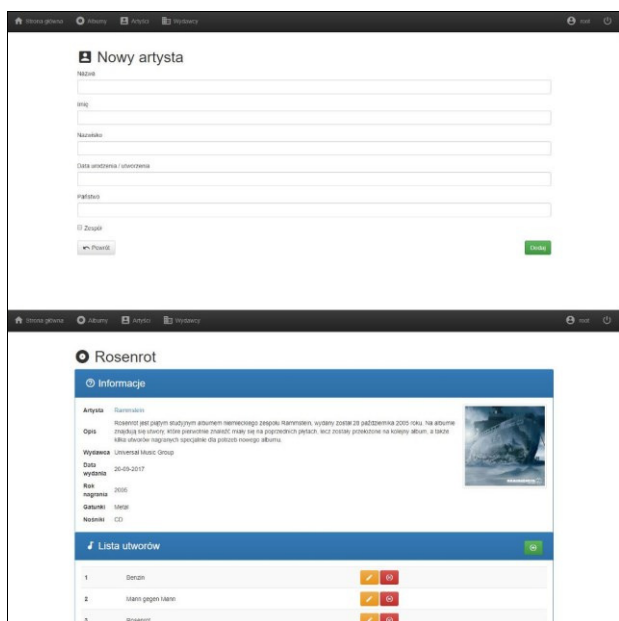 Strona główna Albumy Artyści Wydawcy root
Nowy artysta
Nazwa
Imię
Nazwisko
Data urodzenia / utworzenia
Państwo
Zespół
Powrót Dodaj
Strona główna Albumy Artyści Wydawcy root
Rosenrot
Informacje
Artysta Rammstein
Opis Rosenrot jest piątym studyjnym albumem niemieckiego zespołu Rammstein, wydany został 28 października 2005 roku. Na albumie
znajdują się utwory, które pierwotnie znaleźć miały się na poprzednich płytach, lecz zostały przełożone na kolejny album, a także
kilka utworów nagranych specjalnie dla potrzeb nowego albumu.
Wydawca Universal Music Group
Data
wydania 26-05-2017
Rok
nagrania 2005
Gatunki Metal
Nośniki CD
Lista utworów
1 Benzin
2 Mann gegen Mann
3 Rosenrot